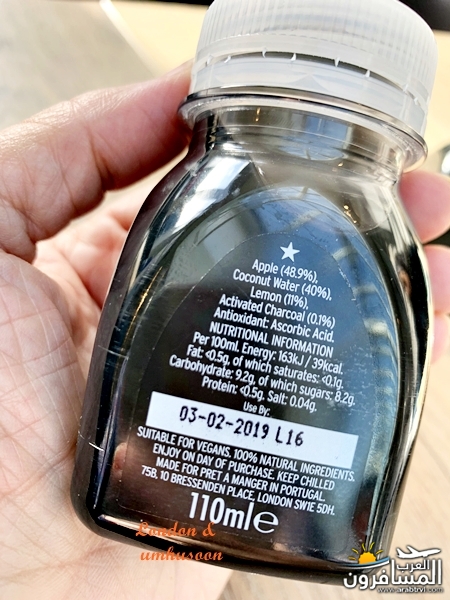 Apple (48.9%),
Coconut Water (40%),
Lemon (11%),
Activated Charcoal (0.1%)
Antioxidant: Ascorbic Acid.
NUTRITIONAL INFORMATION
Per 100ml. Energy: 163kJ / 39kcal.
Fat: <0.5g, of which saturates: <0.1g.
Carbohydrate: 9.2g, of which sugars: 8.2g.
Protein: <0.5g. Salt: 0.04g.
Use By:
03-02-2019 L16
SUITABLE FOR VEGANS. 100% NATURAL INGREDIENTS.
ENJOY ON DAY OF PURCHASE. KEEP CHILLED
MADE FOR PRET A MANGER IN PORTUGAL.
75B, 10 BRESSENDEN PLACE, LONDON SW1E 5DH.
110ml e
London &
umhusoon
العرب
المسافرون
www.arabtrvl.com